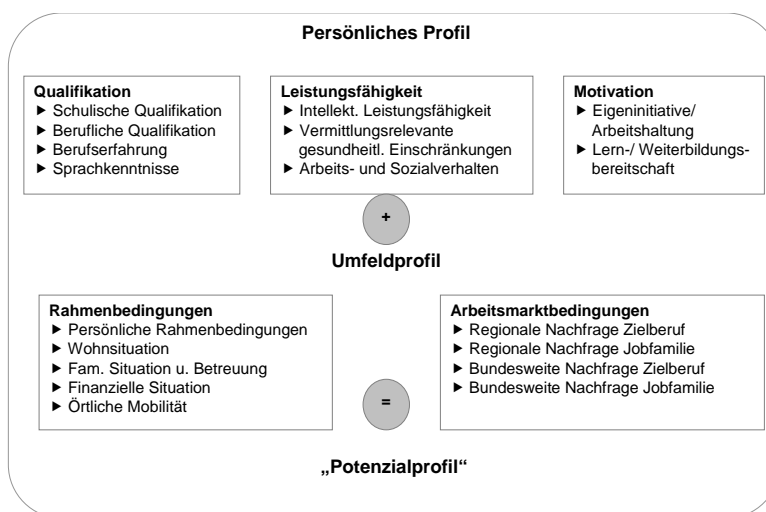 Persönliches Profil
Qualifikation
▶ Schulische Qualifikation
▶ Berufliche Qualifikation
▶ Berufserfahrung
▶ Sprachkenntnisse
Leistungsfähigkeit
▶ Intellekt. Leistungsfähigkeit
▶ Vermittlungsrelevante
gesundheitl. Einschränkungen
▶ Arbeits- und Sozialverhalten
Motivation
▶ Eigeninitiative/
Arbeitshaltung
▶ Lern-/ Weiterbildungs-
bereitschaft
+
Umfeldprofil
Rahmenbedingungen
▶ Persönliche Rahmenbedingungen
▶ Wohnsituation
▶ Fam. Situation u. Betreuung
▶ Finanzielle Situation
▶ Örtliche Mobilität
Arbeitsmarktbedingungen
▶ Regionale Nachfrage Zielberuf
▶ Regionale Nachfrage Jobfamilie
▶ Bundesweite Nachfrage Zielberuf
▶ Bundesweite Nachfrage Jobfamilie
=
„Potenzialprofil“